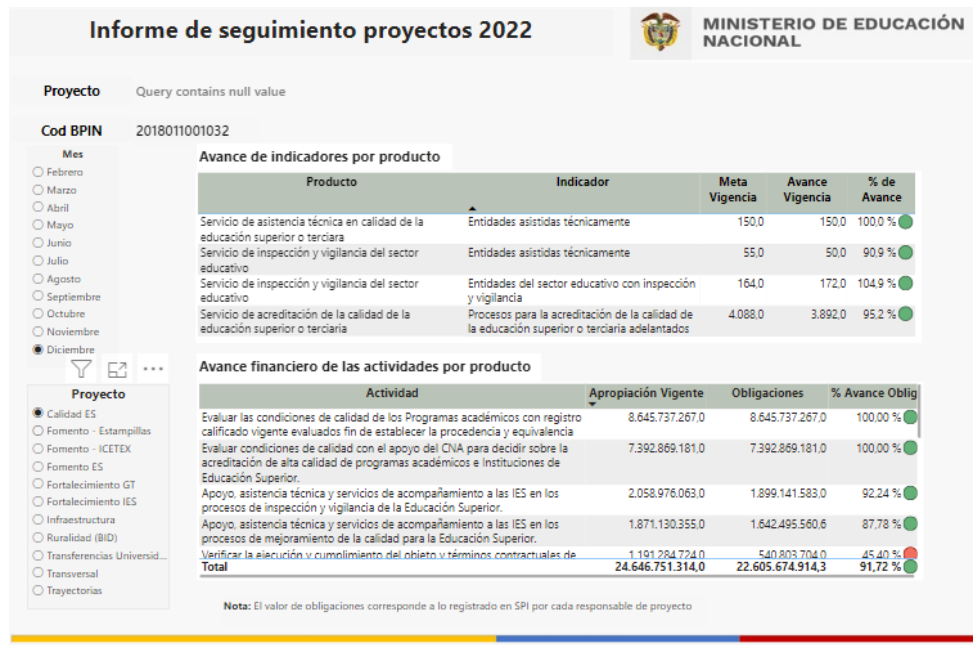 Informe de seguimiento proyectos 2022
MINISTERIO DE EDUCACIÓN
NACIONAL
Proyecto
Query contains null value
Cod BPIN
2018011001032
Mes
Febrero
Marzo
Abril
Mayo
Junio
Julio
Agosto
Septiembre
Octubre
Noviembre
Diciembre
Avance de indicadores por producto
Producto Indicador Meta Vigencia Avance Vigencia % de Avance
Servicio de asistencia técnica en calidad de la Entidades asistidas técnicamente 150,0 150,0 100,0 %
educación superior o terciara
Servicio de inspección y vigilancia del sector Entidades asistidas técnicamente 55,0 50,0 90,9 %
educativo
Servicio de inspección y vigilancia del sector Entidades del sector educativo con inspección 164,0 172,0 104,9 %
educativo y vigilancia
Servicio de acreditación de la calidad de la Procesos para la acreditación de la calidad de 4.088,0 3.892,0 95,2 %
educación superior o terciaria la educación superior o terciaria adelantados
Proyecto
Calidad ES
Fomento - Estampillas
Fomento - ICETEX
Fomento ES
Fortalecimiento GT
Fortalecimiento IES
Infraestructura
Ruralidad (BID)
Transferencias Universid...
Transversal
Trayectorias
Avance financiero de las actividades por producto
Actividad Apropiación Vigente Obligaciones % Avance Oblig
Evaluar las condiciones de calidad de los Programas académicos con registro 8.645.737.267,0 8.645.737.267,0 100,00 %
calificado vigente evaluados fin de establecer la procedencia y equivalencia
Evaluar condiciones de calidad con el apoyo del CNA para decidir sobre la 7.392.869.181,0 7.392.869.181,0 100,00 %
acreditación de alta calidad de programas académicos e Instituciones de
Educación Superior.
Apoyo, asistencia técnica y servicios de acompañamiento a las IES en los 2.058.976.063,0 1.899.141.583,0 92,24 %
procesos de inspección y vigilancia de la Educación Superior.
Apoyo, asistencia técnica y servicios de acompañamiento a las IES en los 1.871.130.355,0 1.642.495.560,6 87,78 %
procesos de mejoramiento de la calidad para la Educación Superior.
Verificar la ejecución y cumplimiento del objeto y términos contractuales de 1.191.284.724,0 540.803.704,0 45,40 %
Total 24.646.751.314,0 22.605.674.914,3 91,72 %
Nota: El valor de obligaciones corresponde a lo registrado en SPI por cada responsable de proyecto